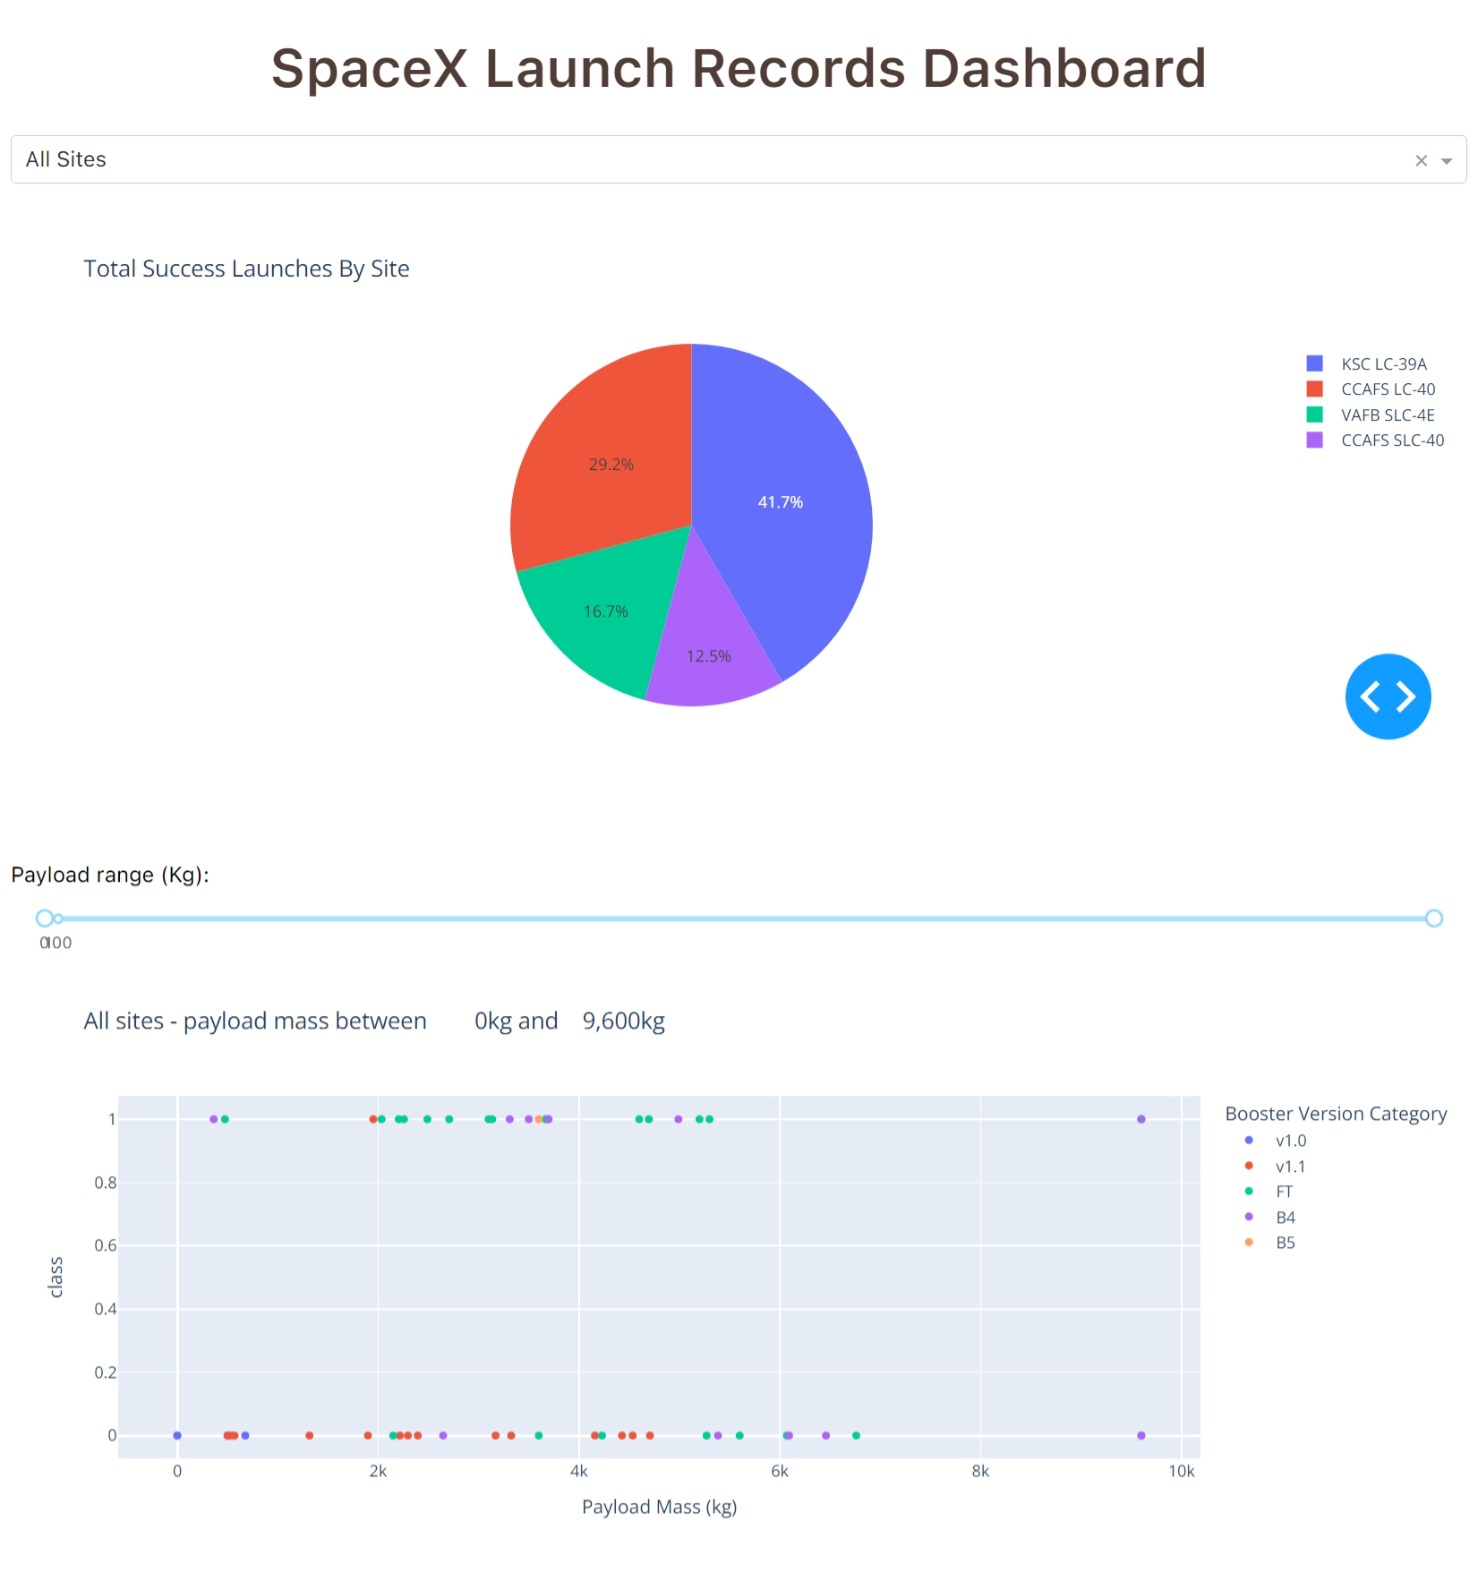 SpaceX Launch Records Dashboard
All Sites
Total Success Launches By Site
KSC LC-39A
CCAFS LC-40
VAFB SLC-4E
CCAFS SLC-40
29.2%
41.7%
16.7%
12.5%
Payload range (Kg):
0 100
All sites - payload mass between 0kg and 9,600kg
Booster Version Category
v1.0
v1.1
FT
B4
B5
class
1
0.8
0.6
0.4
0.2
0
0 2k 4k 6k 8k 10k
Payload Mass (kg)